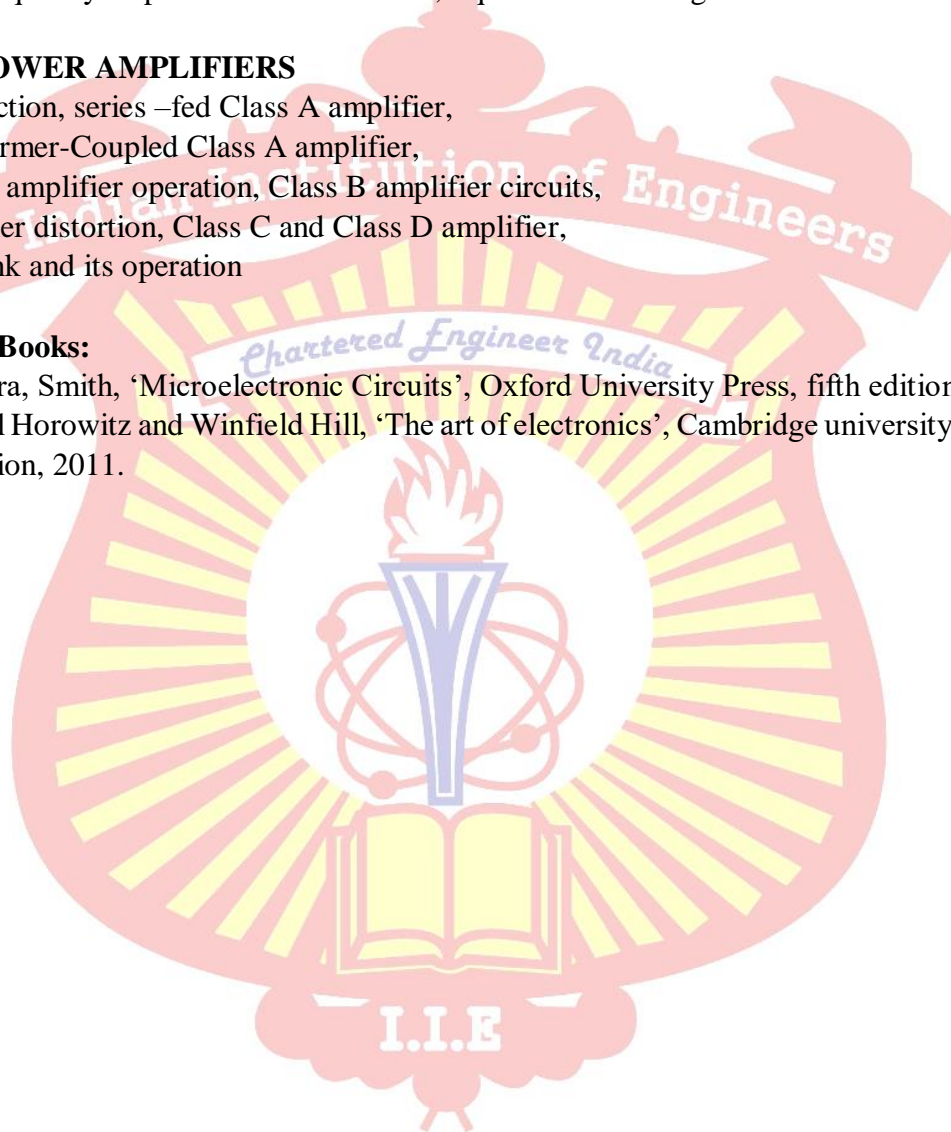 OWER AMPLIFIERS
ction, series –fed Class A amplifier,
rmer-Coupled Class A amplifier,
amplifier operation, Class B amplifier circuits,
er distortion, Class C and Class D amplifier,
nk and its operation
Indian Institution of Engineers
Chartered Engineer India
Books:
ra, Smith, ‘Microelectronic Circuits’, Oxford University Press, fifth edition
l Horowitz and Winfield Hill, ‘The art of electronics’, Cambridge university
ion, 2011.
I.I.E